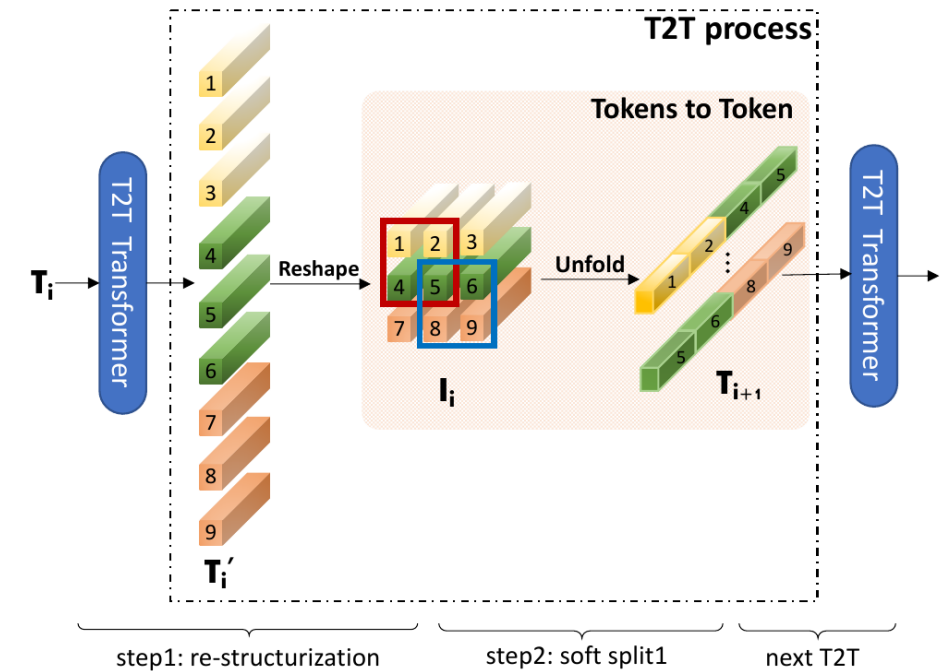 T2T process
Tokens to Token
T2T Transformer
T2T Transformer
1
2
3
4
5
6
7
8
9
Tᵢ
Reshape
1 2 3
4 5 6
7 8 9
Iᵢ
Unfold
1 2 4 5
⋮
5 6 8 9
Tᵢ₊₁
Tᵢ′
step1: re-structurization
step2: soft split1
next T2T